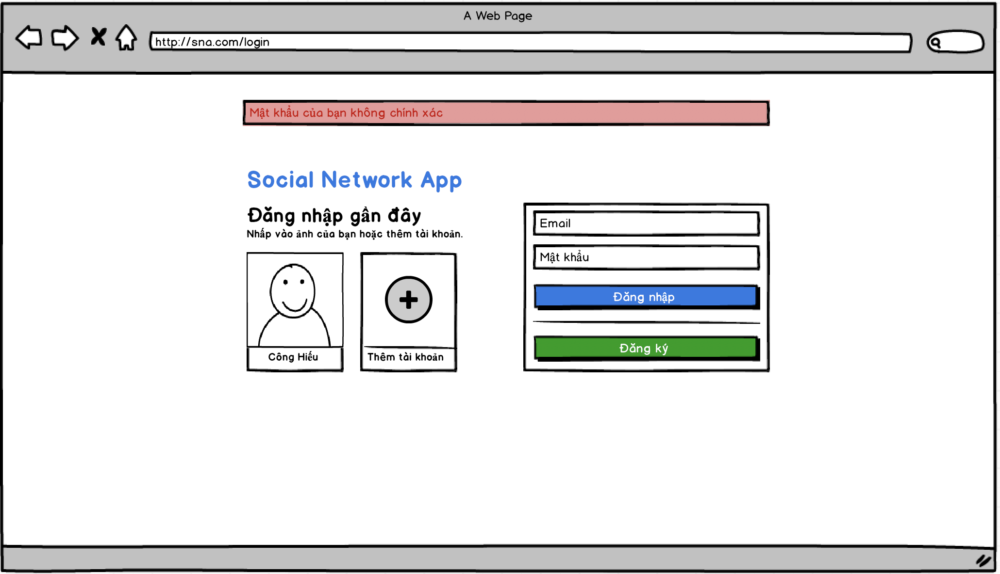 A Web Page
http://sna.com/login
Mật khẩu của bạn không chính xác
Social Network App
Đăng nhập gần đây
Nhấp vào ảnh của bạn hoặc thêm tài khoản.
Email
Mật khẩu
Đăng nhập
Đăng ký
Công Hiếu
Thêm tài khoản